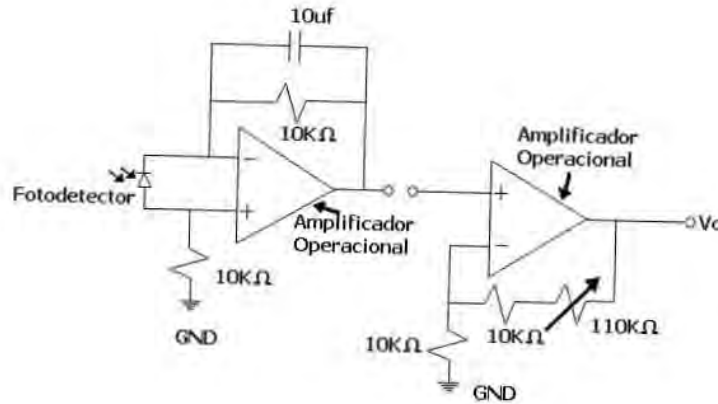 10uf
10KΩ
Fotodetector
-
+
Amplificador
Operacional
10KΩ
GND
Amplificador
Operacional
+
-
Vo
10KΩ
110KΩ
10KΩ
GND